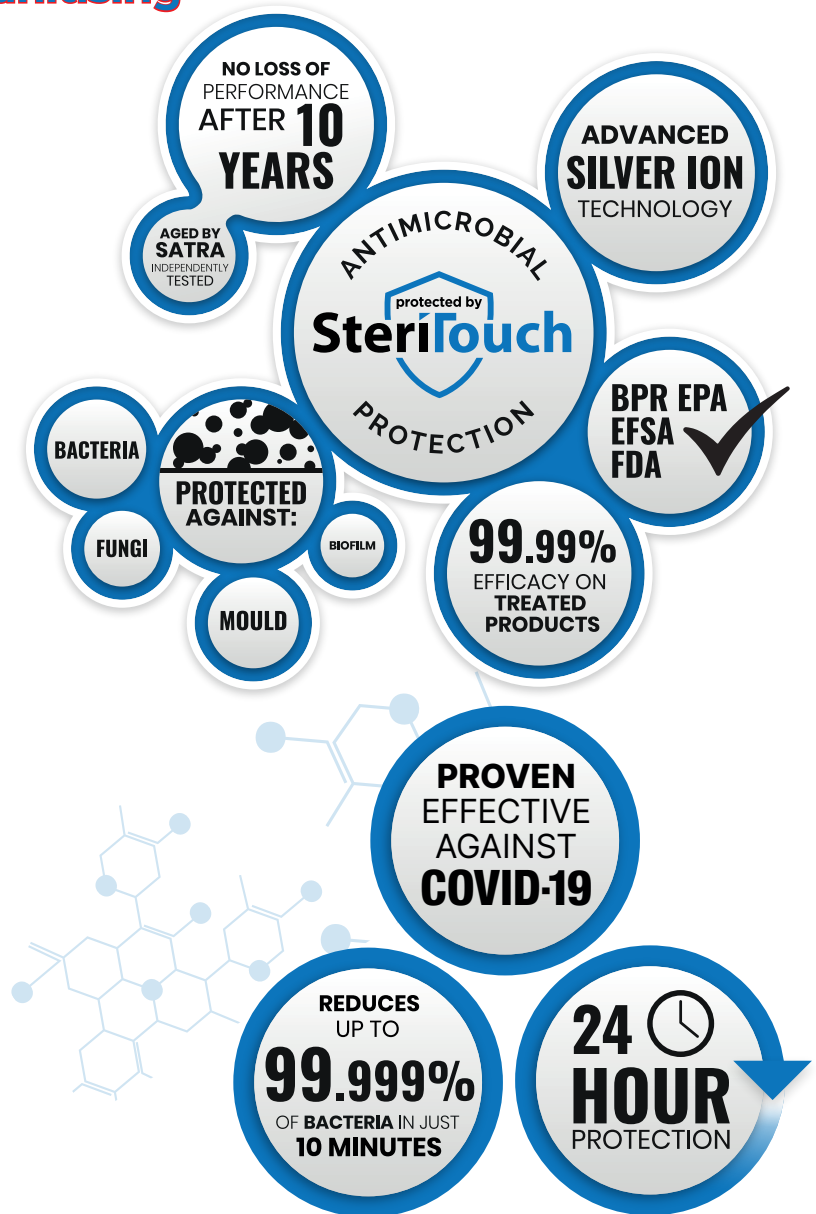 NO LOSS OF
PERFORMANCE
AFTER 10
YEARS
AGED BY
SATRA
INDEPENDENTLY
TESTED
ADVANCED
SILVER ION
TECHNOLOGY
ANTIMICROBIAL
protected by
SteriTouch
PROTECTION
BPR EPA
EFSA
FDA
BACTERIA
FUNGI
PROTECTED
AGAINST:
BIOFILM
MOULD
99.99%
EFFICACY ON
TREATED
PRODUCTS
PROVEN
EFFECTIVE
AGAINST
COVID-19
REDUCES
UP TO
99.999%
OF BACTERIA IN JUST
10 MINUTES
24
HOUR
PROTECTION